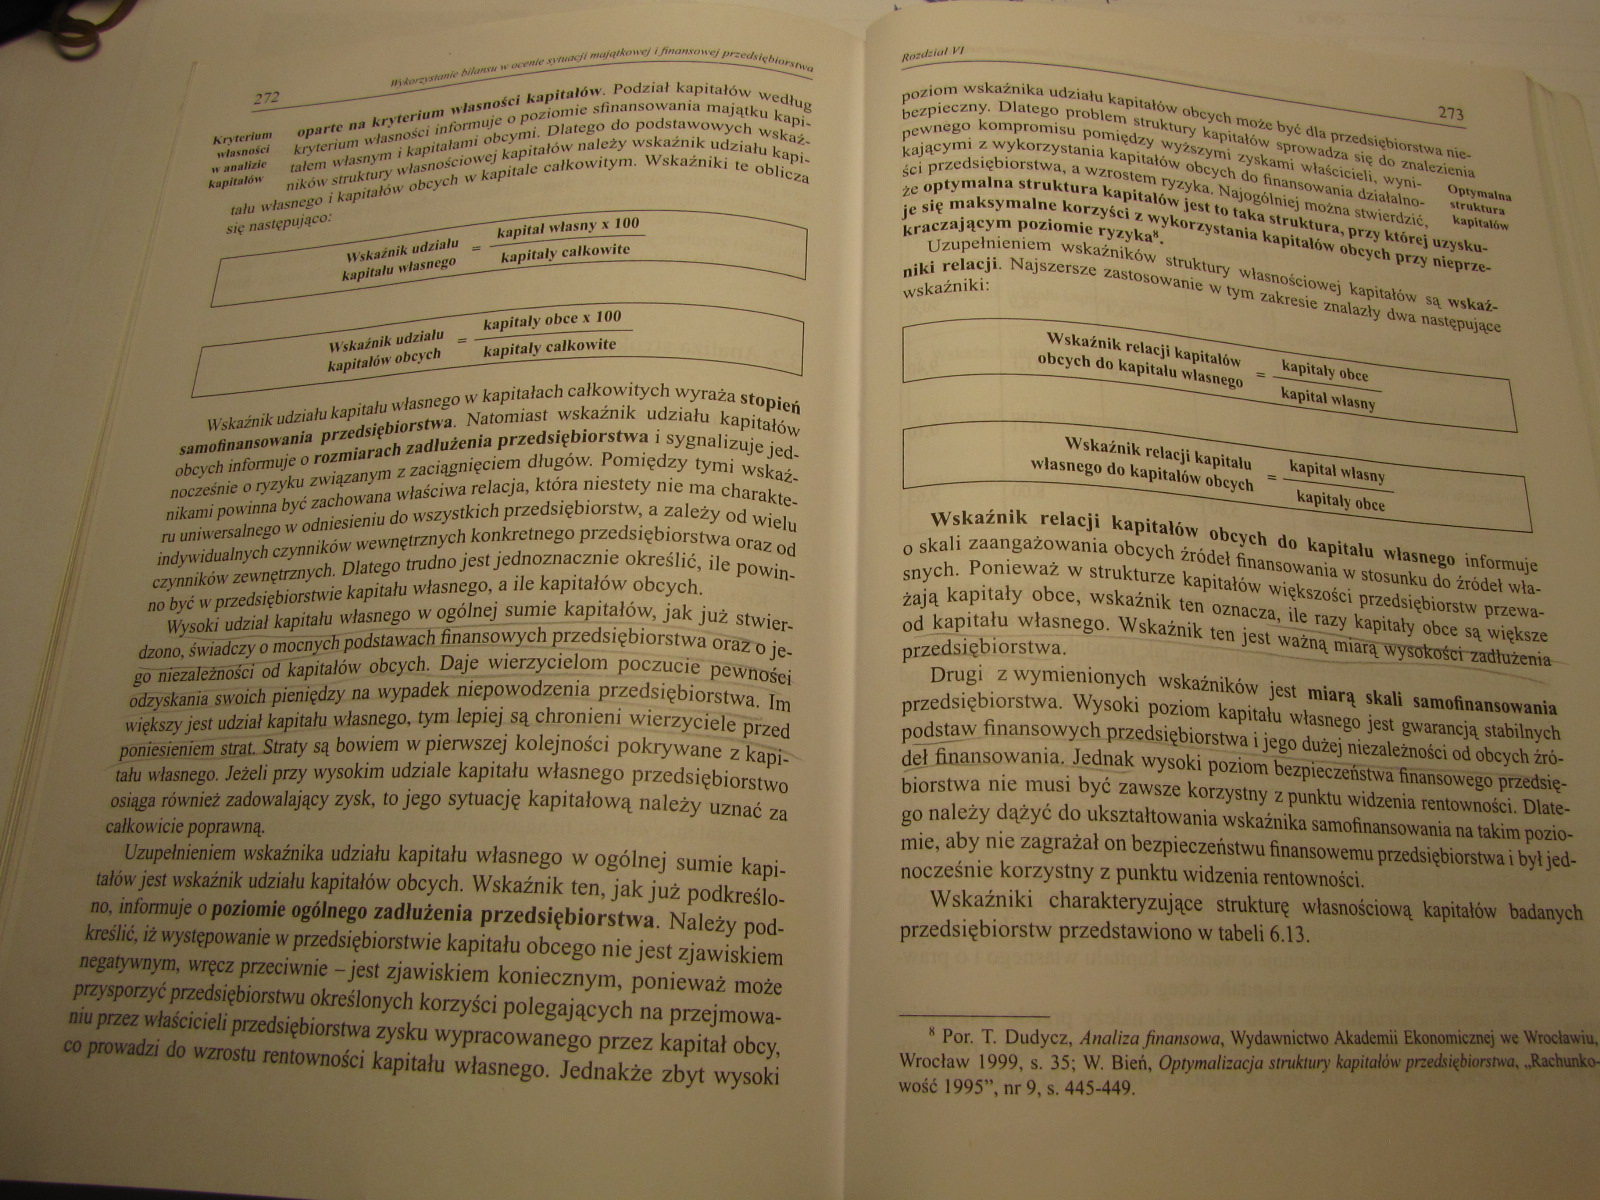 272
Wykorzystanie bilansu w ocenie sytuacji majątkowej i finansowej przedsiębiorstwa
Kryterium
własności
w analizie
kapitałów
oparte na kryterium własności kapitałów. Podział kapitałów według
kryterium własności informuje o poziomie sfinansowania majątku kapi-
tałem własnym i kapitałami obcymi. Dlatego do podstawowych wskaź-
ników struktury własnościowej kapitałów należy wskaźnik udziału kapi-
tału własnego i kapitałów obcych w kapitale całkowitym. Wskaźniki te oblicza
się następująco:
Wskaźnik udziału
kapitału własnego
=
kapitał własny x 100
kapitały całkowite
Wskaźnik udziału
kapitałów obcych
=
kapitały obce x 100
kapitały całkowite
Wskaźnik udziału kapitału własnego w kapitałach całkowitych wyraża stopień
samofinansowania przedsiębiorstwa. Natomiast wskaźnik udziału kapitałów
obcych informuje o rozmiarach zadłużenia przedsiębiorstwa i sygnalizuje jed-
nocześnie o ryzyku związanym z zaciągnięciem długów. Pomiędzy tymi wskaź-
nikami powinna być zachowana właściwa relacja, która niestety nie ma charakte-
ru uniwersalnego w odniesieniu do wszystkich przedsiębiorstw, a zależy od wielu
indywidualnych czynników wewnętrznych konkretnego przedsiębiorstwa oraz od
czynników zewnętrznych. Dlatego trudno jest jednoznacznie określić, ile powin-
no być w przedsiębiorstwie kapitału własnego, a ile kapitałów obcych.
Wysoki udział kapitału własnego w ogólnej sumie kapitałów, jak już stwier-
dzono, świadczy o mocnych podstawach finansowych przedsiębiorstwa oraz o je-
go niezależności od kapitałów obcych. Daje wierzycielom poczucie pewności
odzyskania swoich pieniędzy na wypadek niepowodzenia przedsiębiorstwa. Im
większy jest udział kapitału własnego, tym lepiej są chronieni wierzyciele przed
poniesieniem strat. Straty są bowiem w pierwszej kolejności pokrywane z kapi-
tału własnego. Jeżeli przy wysokim udziale kapitału własnego przedsiębiorstwo
osiąga również zadowalający zysk, to jego sytuację kapitałową należy uznać za
całkowicie poprawną.
Uzupełnieniem wskaźnika udziału kapitału własnego w ogólnej sumie kapi-
tałów jest wskaźnik udziału kapitałów obcych. Wskaźnik ten, jak już podkreślo-
no, informuje o poziomie ogólnego zadłużenia przedsiębiorstwa. Należy pod-
kreślić, iż występowanie w przedsiębiorstwie kapitału obcego nie jest zjawiskiem
negatywnym, wręcz przeciwnie – jest zjawiskiem koniecznym, ponieważ może
przysporzyć przedsiębiorstwu określonych korzyści polegających na przejmowa-
niu przez właścicieli przedsiębiorstwa zysku wypracowanego przez kapitał obcy,
co prowadzi do wzrostu rentowności kapitału własnego. Jednakże zbyt wysoki
Rozdział VI
273
poziom wskaźnika udziału kapitałów obcych może być dla przedsiębiorstwa nie-
bezpieczny. Dlatego problem struktury kapitałów sprowadza się do znalezienia
pewnego kompromisu pomiędzy wyższymi zyskami właścicieli, wyni-
kającymi z wykorzystania kapitałów obcych do finansowania działalno-
ści przedsiębiorstwa, a wzrostem ryzyka. Najogólniej można stwierdzić,
że optymalna struktura kapitałów jest to taka struktura, przy której uzysku-
je się maksymalne korzyści z wykorzystania kapitałów obcych przy nieprze-
kraczającym poziomie ryzyka⁸.
Optymalna
struktura
kapitałów
Uzupełnieniem wskaźników struktury własnościowej kapitałów są wskaź-
niki relacji. Najszersze zastosowanie w tym zakresie znalazły dwa następujące
wskaźniki:
Wskaźnik relacji kapitałów
obcych do kapitału własnego
=
kapitały obce
kapitał własny
Wskaźnik relacji kapitału
własnego do kapitałów obcych
=
kapitał własny
kapitały obce
Wskaźnik relacji kapitałów obcych do kapitału własnego informuje
o skali zaangażowania obcych źródeł finansowania w stosunku do źródeł wła-
snych. Ponieważ w strukturze kapitałów większości przedsiębiorstw przewa-
żają kapitały obce, wskaźnik ten oznacza, ile razy kapitały obce są większe
od kapitału własnego. Wskaźnik ten jest ważną miarą wysokości zadłużenia
przedsiębiorstwa.
Drugi z wymienionych wskaźników jest miarą skali samofinansowania
przedsiębiorstwa. Wysoki poziom kapitału własnego jest gwarancją stabilnych
podstaw finansowych przedsiębiorstwa i jego dużej niezależności od obcych źró-
deł finansowania. Jednak wysoki poziom bezpieczeństwa finansowego przedsię-
biorstwa nie musi być zawsze korzystny z punktu widzenia rentowności. Dlate-
go należy dążyć do ukształtowania wskaźnika samofinansowania na takim pozio-
mie, aby nie zagrażał on bezpieczeństwu finansowemu przedsiębiorstwa i był jed-
nocześnie korzystny z punktu widzenia rentowności.
Wskaźniki charakteryzujące strukturę własnościową kapitałów badanych
przedsiębiorstw przedstawiono w tabeli 6.13.
⁸ Por. T. Dudycz, Analiza finansowa, Wydawnictwo Akademii Ekonomicznej we Wrocławiu,
Wrocław 1999, s. 35; W. Bień, Optymalizacja struktury kapitałów przedsiębiorstwa, „Rachunko-
wość 1995”, nr 9, s. 445-449.